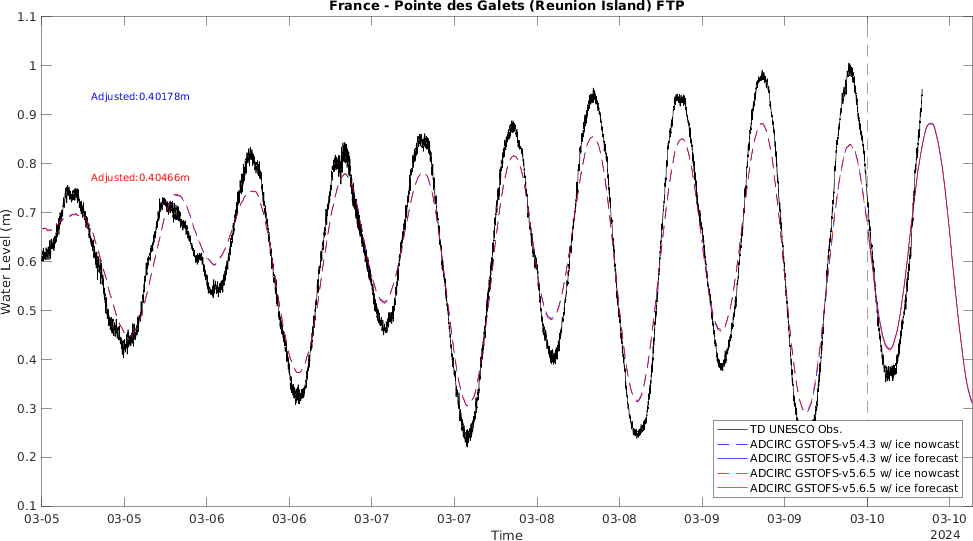 France - Pointe des Galets (Reunion Island) FTP
1.1
1
0.9
0.8
0.7
0.6
0.5
0.4
0.3
0.2
0.1
Water Level (m)
Adjusted:0.40178m
Adjusted:0.40466m
TD UNESCO Obs.
ADCIRC GSTOFS-v5.4.3 w/ ice nowcast
ADCIRC GSTOFS-v5.4.3 w/ ice forecast
ADCIRC GSTOFS-v5.6.5 w/ ice nowcast
ADCIRC GSTOFS-v5.6.5 w/ ice forecast
03-05 03-05 03-06 03-06 03-07 03-07 03-08 03-08 03-09 03-09 03-10 03-10
2024
Time